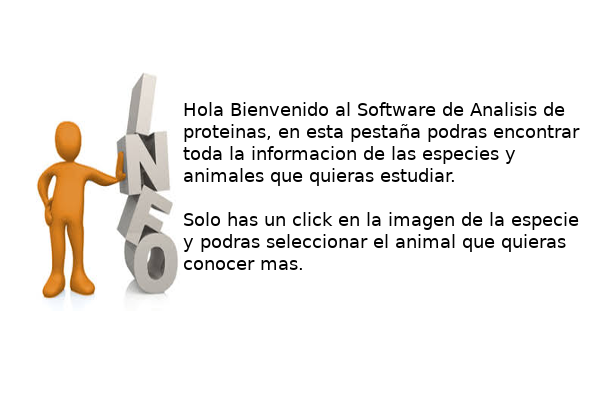 INFO
Hola Bienvenido al Software de Analisis de
proteinas, en esta pestaña podras encontrar
toda la informacion de las especies y
animales que quieras estudiar.
Solo has un click en la imagen de la especie
y podras seleccionar el animal que quieras
conocer mas.